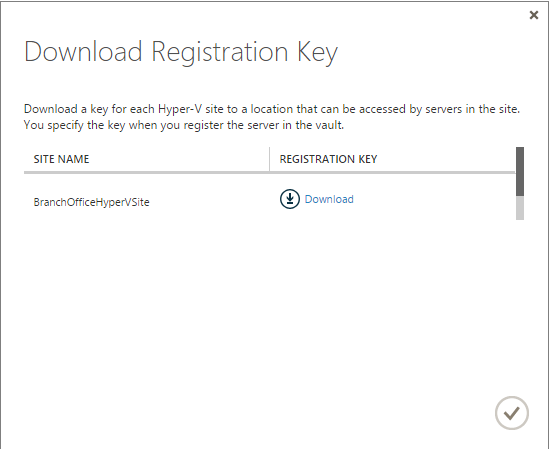 Download Registration Key
Download a key for each Hyper-V site to a location that can be accessed by servers in the site.
You specify the key when you register the server in the vault.
SITE NAME REGISTRATION KEY
BranchOfficeHyperVSite Download